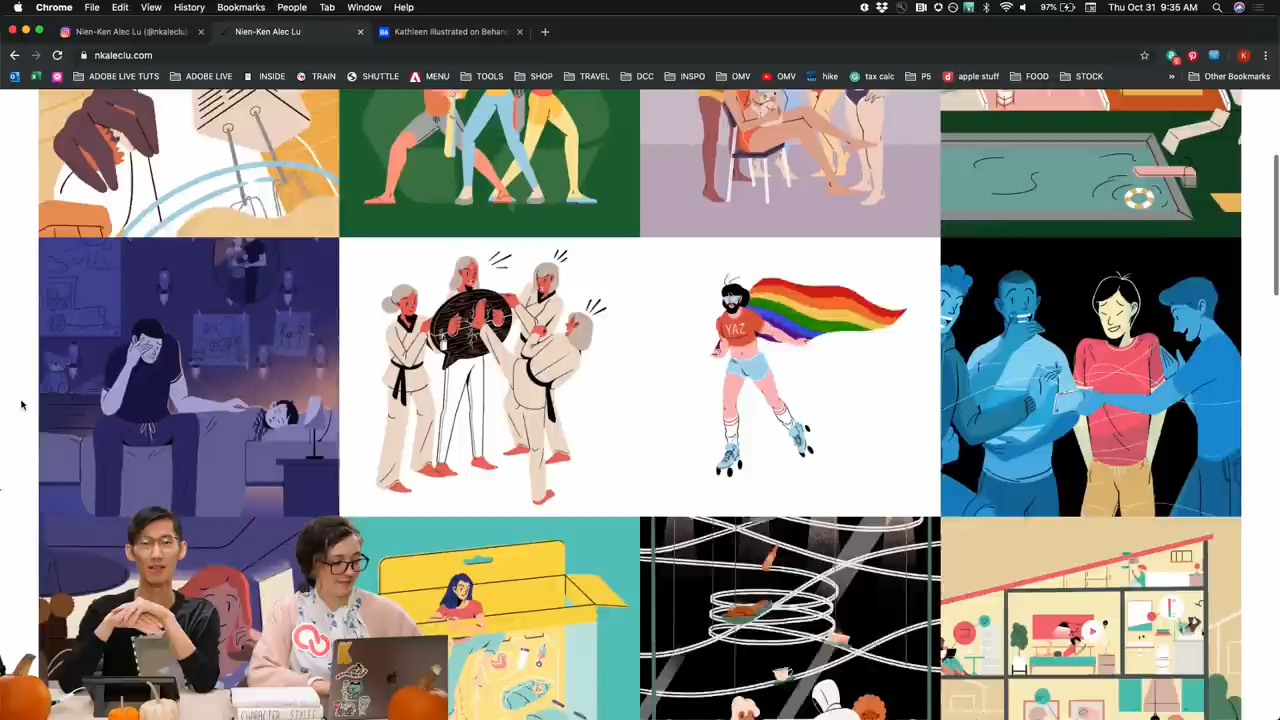 Chrome File Edit View History Bookmarks People Tab Window Help 97% Thu Oct 31 9:35 AM
Nien-Ken Alec Lu (@nkaleclu) Nien-Ken Alec Lu Kathleen Illustrated on Behan
nkaleclu.com K
ADOBE LIVE TUTS ADOBE LIVE INSIDE TRAIN SHUTTLE MENU TOOLS SHOP TRAVEL DCC INSPO OMV OMV hike tax calc P5 apple stuff FOOD STOCK » Other Bookmarks
YAZ
CHARACTER STYLES